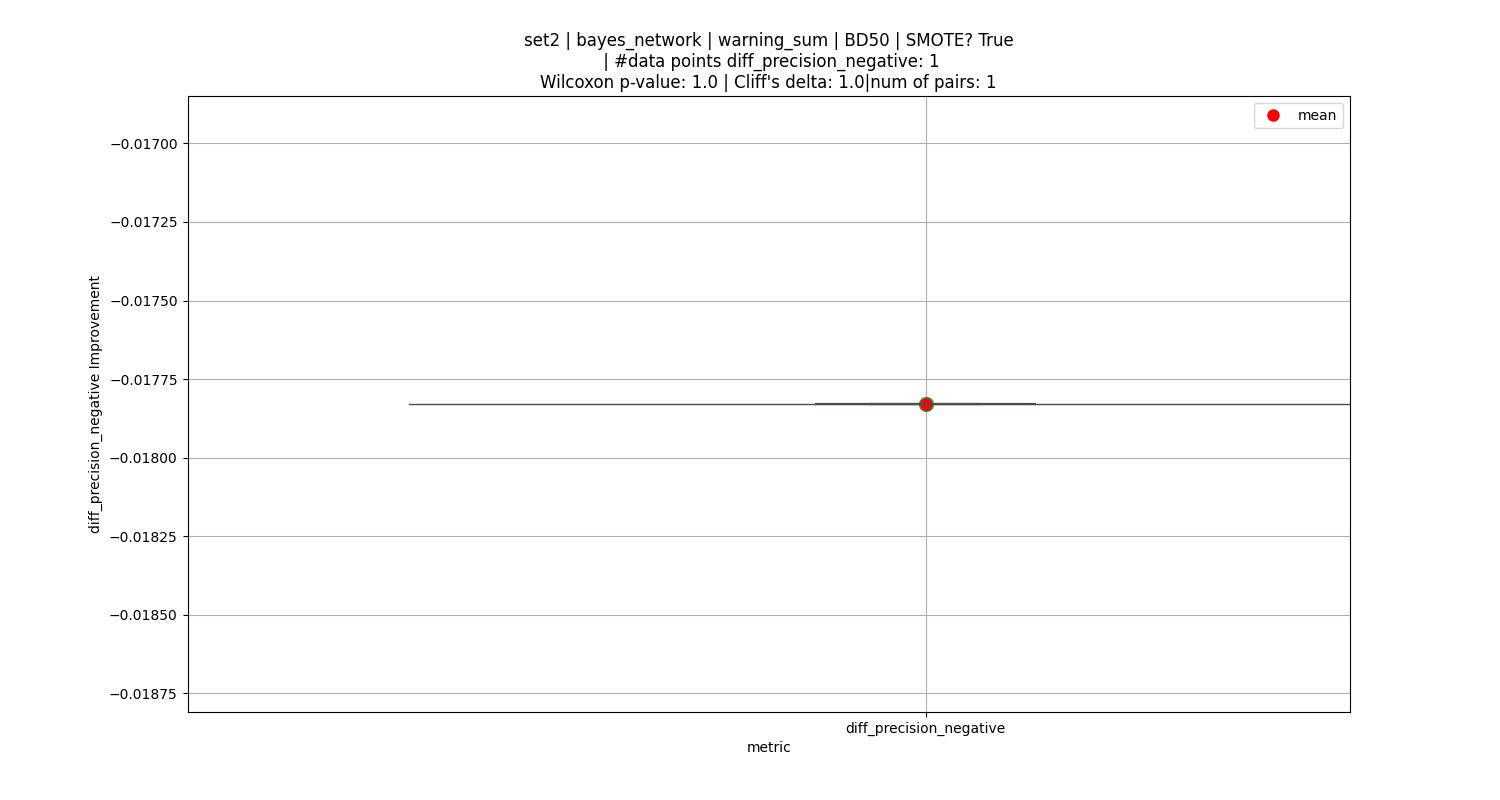 set2 | bayes_network | warning_sum | BD50 | SMOTE? True
| #data points diff_precision_negative: 1
Wilcoxon p-value: 1.0 | Cliff's delta: 1.0|num of pairs: 1
mean
−0.01700
−0.01725
−0.01750
−0.01775
−0.01800
−0.01825
−0.01850
−0.01875
diff_precision_negative Improvement
diff_precision_negative
metric